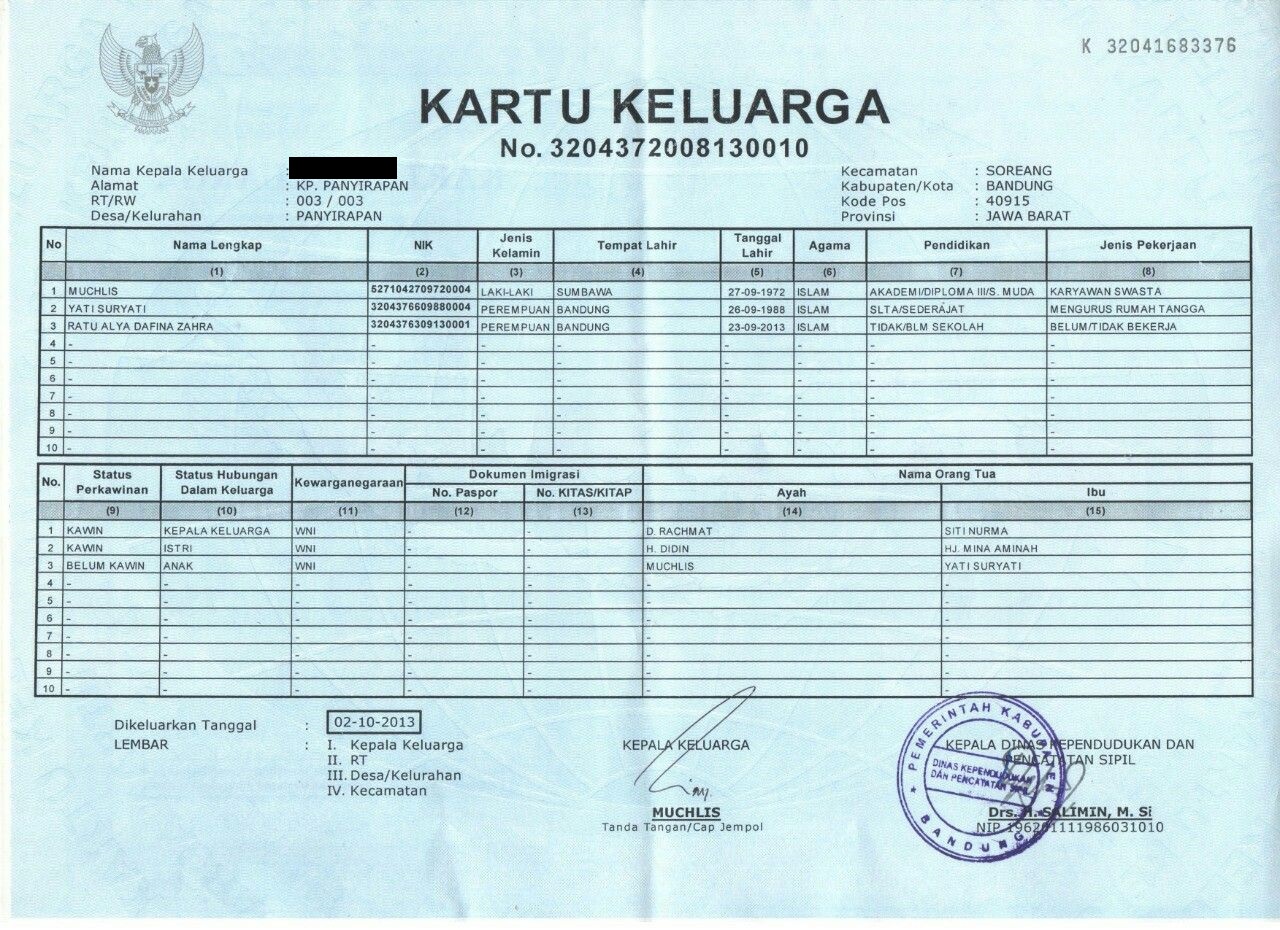 K 32041683376
KARTU KELUARGA
No. 3204372008130010
Nama Kepala Keluarga :
Alamat : KP. PANYIRAPAN
RT/RW : 003 / 003
Desa/Kelurahan : PANYIRAPAN
Kecamatan : SOREANG
Kabupaten/Kota : BANDUNG
Kode Pos : 40915
Provinsi : JAWA BARAT
No Nama Lengkap NIK Jenis Kelamin Tempat Lahir Tanggal Lahir Agama Pendidikan Jenis Pekerjaan
(1) (2) (3) (4) (5) (6) (7) (8)
1 MUCHLIS 5271042709720004 LAKI-LAKI SUMBAWA 27-09-1972 ISLAM AKADEMI/DIPLOMA III/S. MUDA KARYAWAN SWASTA
2 YATI SURYATI 3204376609880004 PEREMPUAN BANDUNG 26-09-1988 ISLAM SLTA/SEDERAJAT MENGURUS RUMAH TANGGA
3 RATU ALYA DAFINA ZAHRA 3204376309130001 PEREMPUAN BANDUNG 23-09-2013 ISLAM TIDAK/BLM SEKOLAH BELUM/TIDAK BEKERJA
4 - - - - - - -
5 - - - - - - -
6 - - - - - - -
7 - - - - - - -
8 - - - - - - -
9 - - - - - - -
10 - - - - - - -
No. Status Perkawinan Status Hubungan Dalam Keluarga Kewarganegaraan Dokumen Imigrasi Nama Orang Tua
No. Paspor No. KITAS/KITAP Ayah Ibu
(9) (10) (11) (12) (13) (14) (15)
1 KAWIN KEPALA KELUARGA WNI - - D. RACHMAT SITI NURMA
2 KAWIN ISTRI WNI - - H. DIDIN HJ. MINA AMINAH
3 BELUM KAWIN ANAK WNI - - MUCHLIS YATI SURYATI
4 - - - - - - -
5 - - - - - - -
6 - - - - - - -
7 - - - - - - -
8 - - - - - - -
9 - - - - - - -
10 - - - - - - -
Dikeluarkan Tanggal : 02-10-2013
LEMBAR : I. Kepala Keluarga
II. RT
III. Desa/Kelurahan
IV. Kecamatan
KEPALA KELUARGA
MUCHLIS
Tanda Tangan/Cap Jempol
KEPALA DINAS KEPENDUDUKAN DAN
PENCATATAN SIPIL
Drs. H. SALIMIN, M. Si
NIP 196201111986031010
PEMERINTAH KABUPATEN
DINAS KEPENDUDUKAN
DAN PENCATATAN SIPIL
BANDUNG